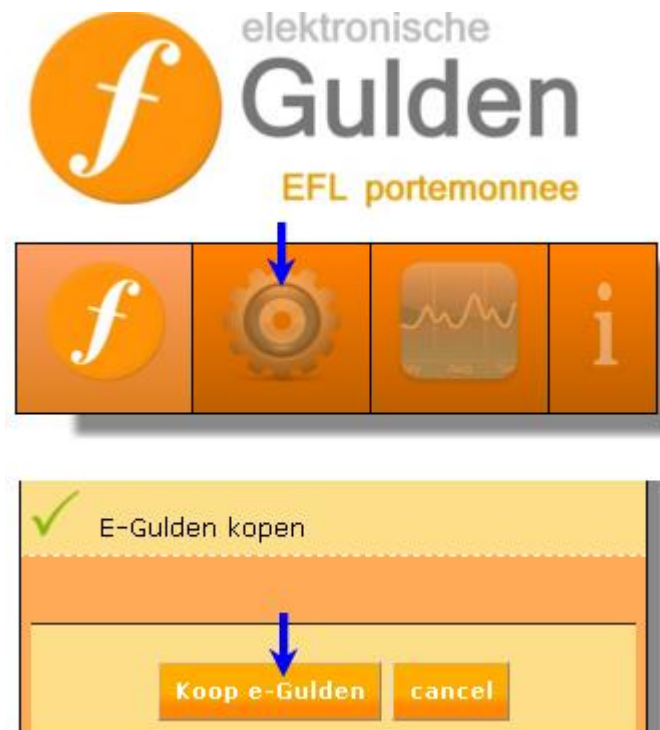 elektronische
Gulden
EFL portemonnee
i
E-Gulden kopen
Koop e-Gulden cancel